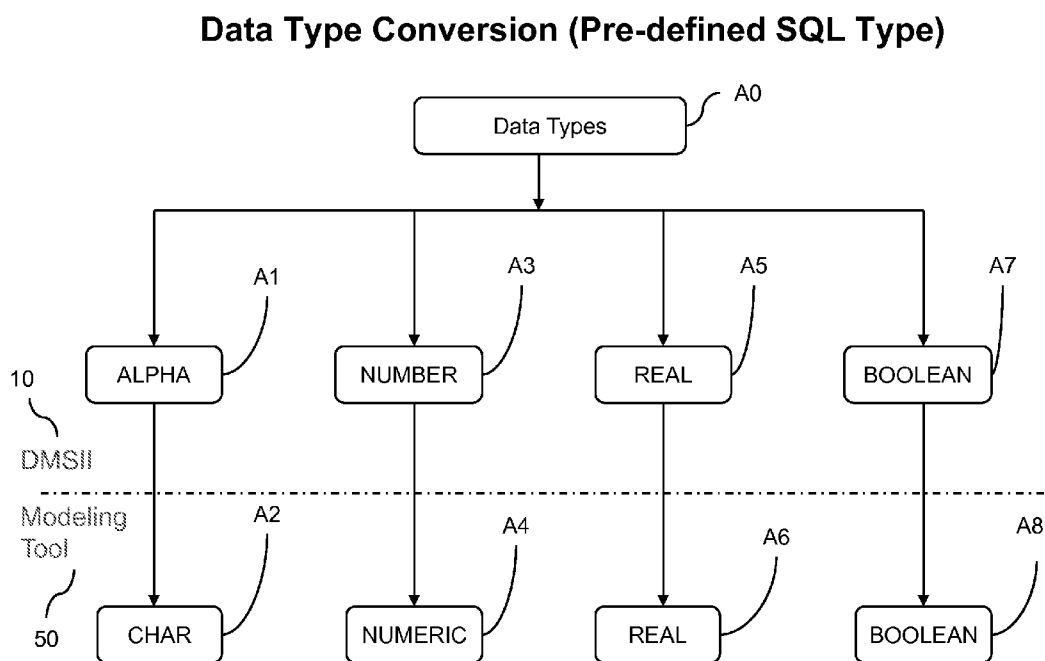 Data Type Conversion (Pre-defined SQL Type)
A0
Data Types
A1
A3
A5
A7
ALPHA
NUMBER
REAL
BOOLEAN
10
DMSII
Modeling
Tool
A2
A4
A6
A8
50
CHAR
NUMERIC
REAL
BOOLEAN